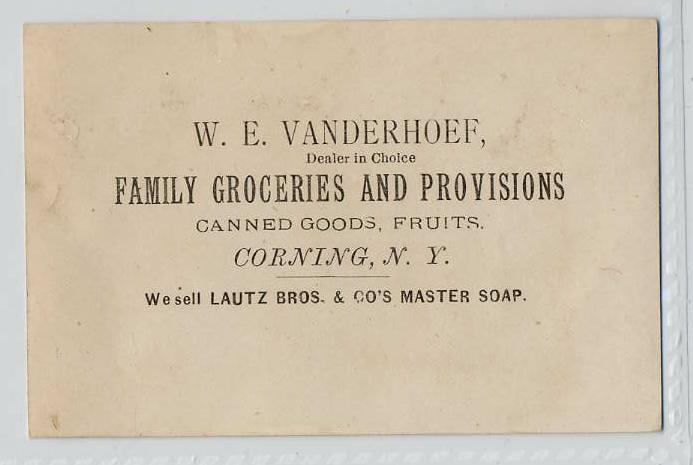 W. E. VANDERHOEF,
Dealer in Choice
FAMILY GROCERIES AND PROVISIONS
CANNED GOODS, FRUITS.
CORNING, N. Y.
We sell LAUTZ BROS. & CO'S MASTER SOAP.